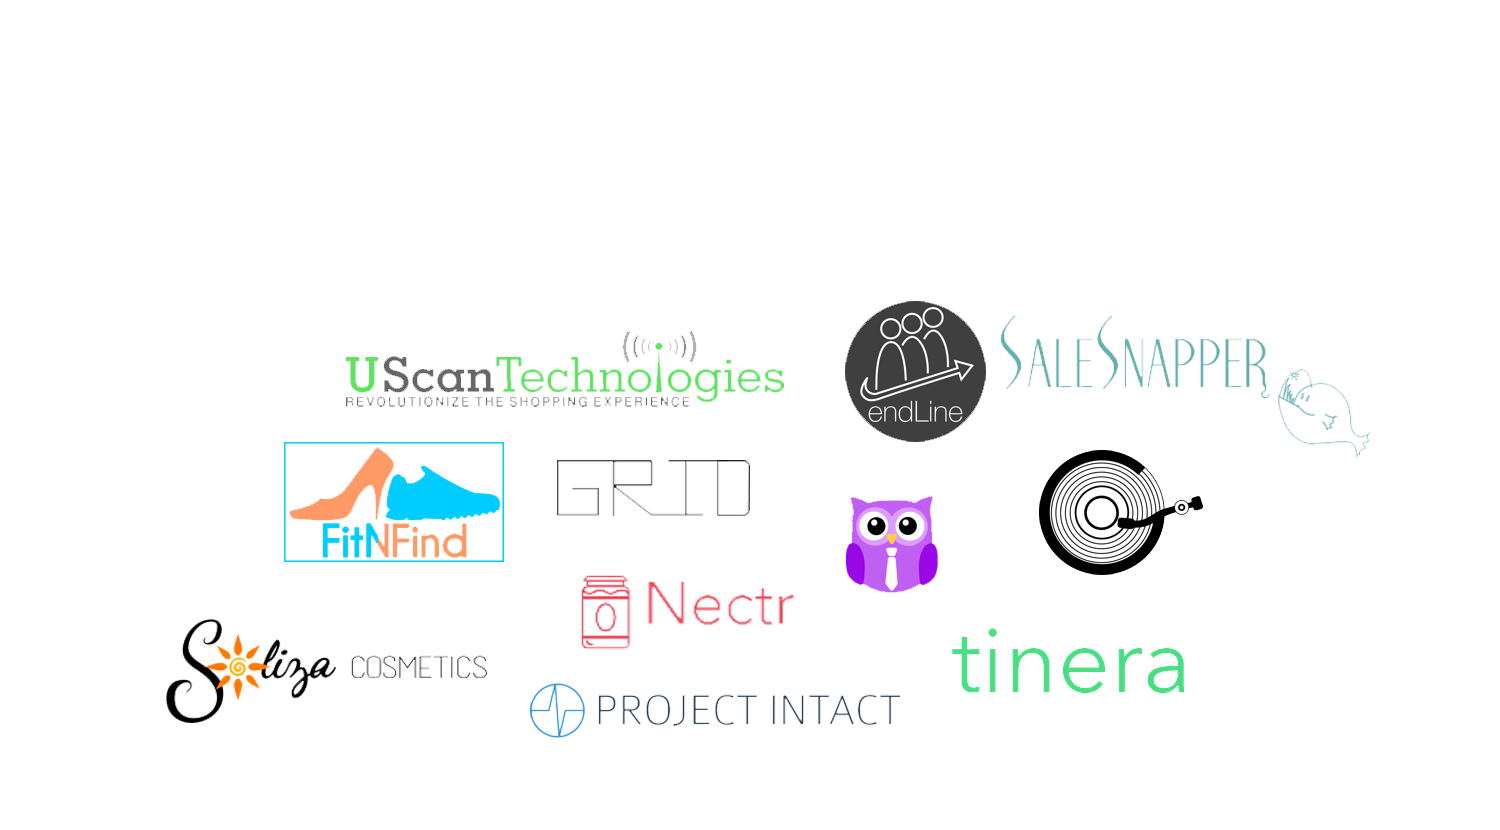 UScanTechnologies
REVOLUTIONIZE THE SHOPPING EXPERIENCE
endLine
SALESNAPPER
FitNFind
GRID
Nectr
Soliza COSMETICS
PROJECT INTACT
tinera